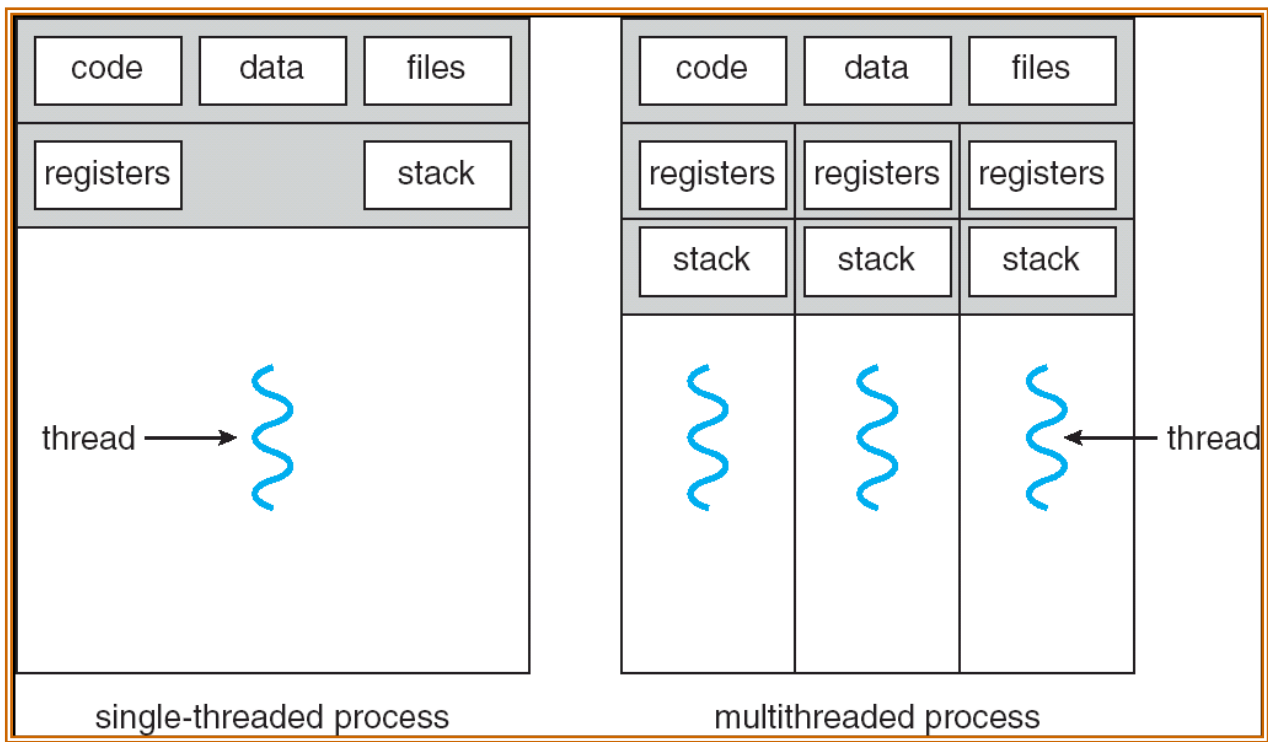 code data files code data files
registers stack registers registers registers
stack stack stack
thread thread
single-threaded process multithreaded process